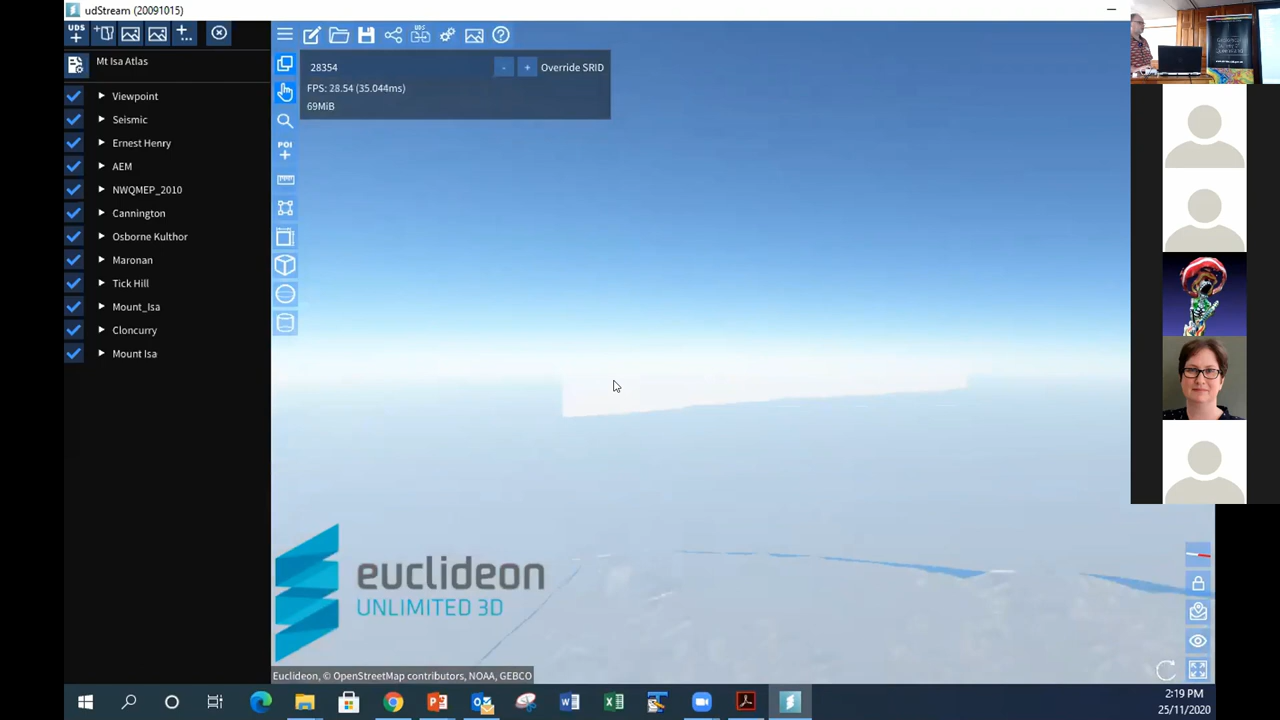 udStream (20091015)
UDS
Mt Isa Atlas
Viewpoint
Seismic
Ernest Henry
AEM
NWQMEP_2010
Cannington
Osborne Kulthor
Maronan
Tick Hill
Mount_Isa
Cloncurry
Mount Isa
UDS
28354
- + Override SRID
FPS: 28.54 (35.044ms)
69MiB
POI
euclideon
UNLIMITED 3D
Euclideon, © OpenStreetMap contributors, NOAA, GEBCO
2:19 PM
25/11/2020